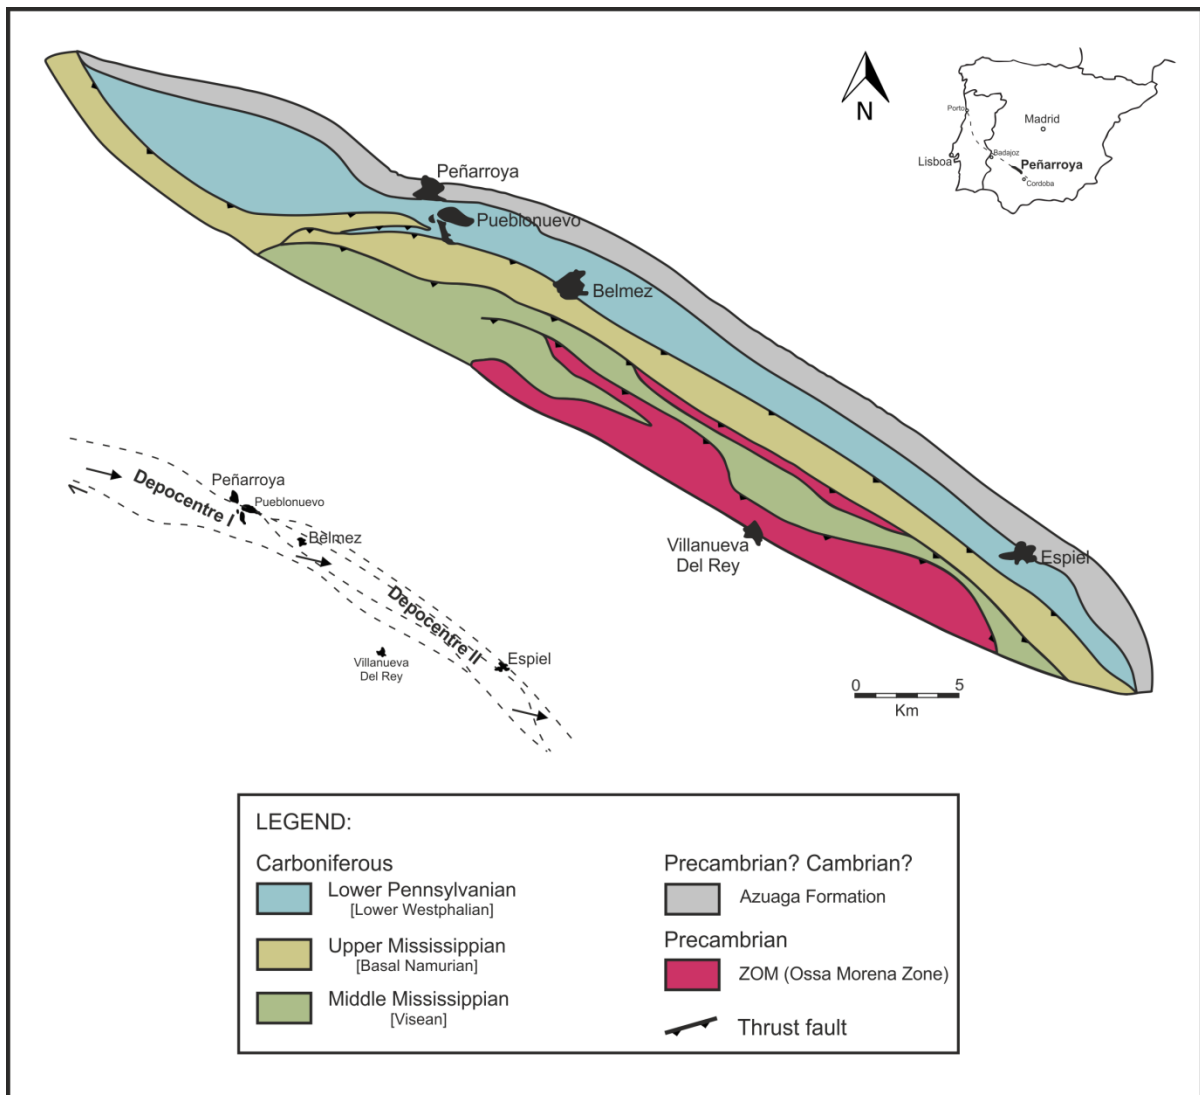 N
Porto
Madrid
Lisboa
Badajoz
Peñarroya
Cordoba
Peñarroya
Pueblonuevo
Belmez
Villanueva
Del Rey
Espiel
0 5
Km
Depocentre I
Peñarroya
Pueblonuevo
Belmez
Depocentre II
Villanueva
Del Rey
Espiel
LEGEND:
Carboniferous
Lower Pennsylvanian
[Lower Westphalian]
Upper Mississippian
[Basal Namurian]
Middle Mississippian
[Visean]
Precambrian? Cambrian?
Azuaga Formation
Precambrian
ZOM (Ossa Morena Zone)
Thrust fault